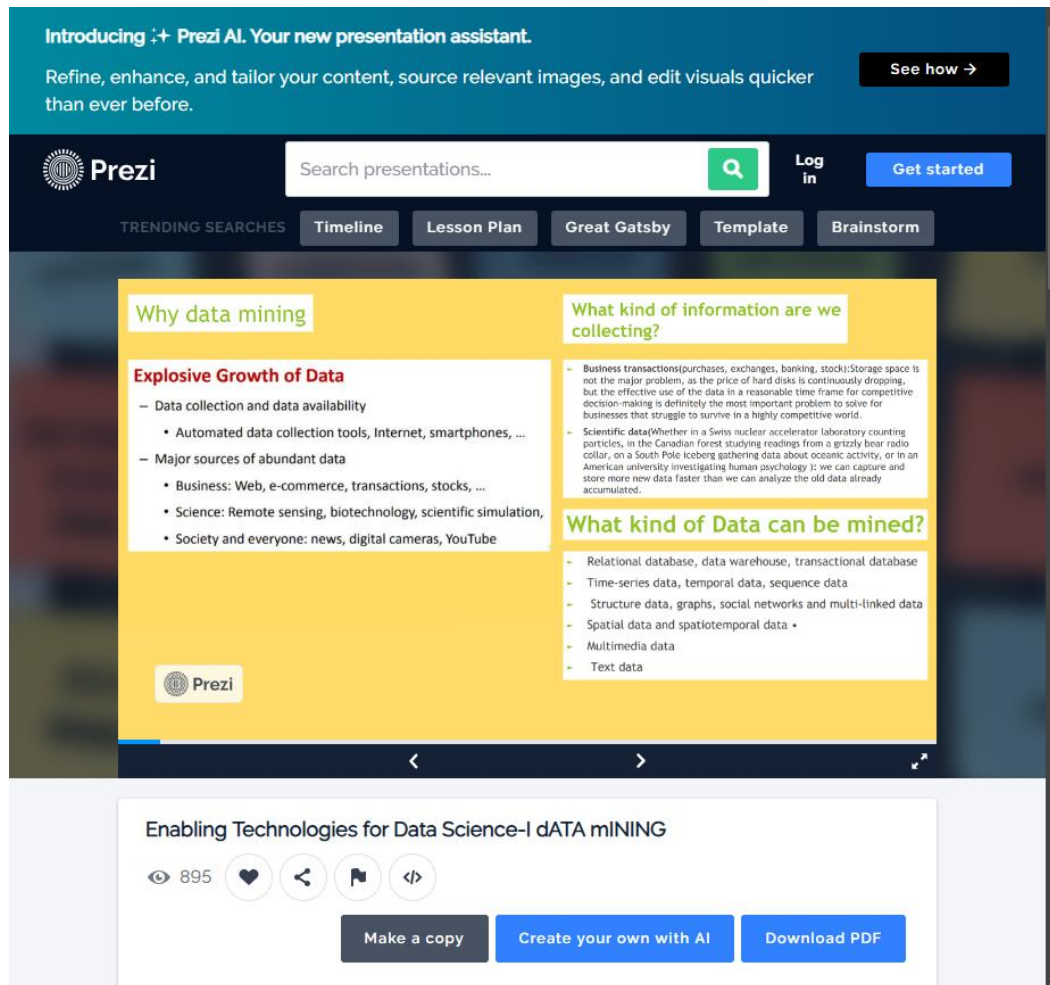 Introducing Prezi AI. Your new presentation assistant.
Refine, enhance, and tailor your content, source relevant images, and edit visuals quicker
than ever before.
See how →
Prezi
Search presentations...
Log
in
Get started
TRENDING SEARCHES
Timeline
Lesson Plan
Great Gatsby
Template
Brainstorm
Why data mining
Explosive Growth of Data
– Data collection and data availability
• Automated data collection tools, Internet, smartphones, ...
– Major sources of abundant data
• Business: Web, e-commerce, transactions, stocks, ...
• Science: Remote sensing, biotechnology, scientific simulation,
• Society and everyone: news, digital cameras, YouTube
Prezi
What kind of information are we
collecting?
- Business transactions(purchases, exchanges, banking, stock):Storage space is
not the major problem, as the price of hard disks is continuously dropping,
but the effective use of the data in a reasonable time frame for competitive
decision-making is definitely the most important problem to solve for
businesses that struggle to survive in a highly competitive world.
- Scientific data(Whether in a Swiss nuclear accelerator laboratory counting
particles, in the Canadian forest studying readings from a grizzly bear radio
collar, on a South Pole iceberg gathering data about oceanic activity, or in an
American university investigating human psychology ): we can capture and
store more new data faster than we can analyze the old data already
accumulated.
What kind of Data can be mined?
- Relational database, data warehouse, transactional database
- Time-series data, temporal data, sequence data
- Structure data, graphs, social networks and multi-linked data
- Spatial data and spatiotemporal data •
- Multimedia data
- Text data
Enabling Technologies for Data Science-I dATA mINING
895
Make a copy
Create your own with AI
Download PDF